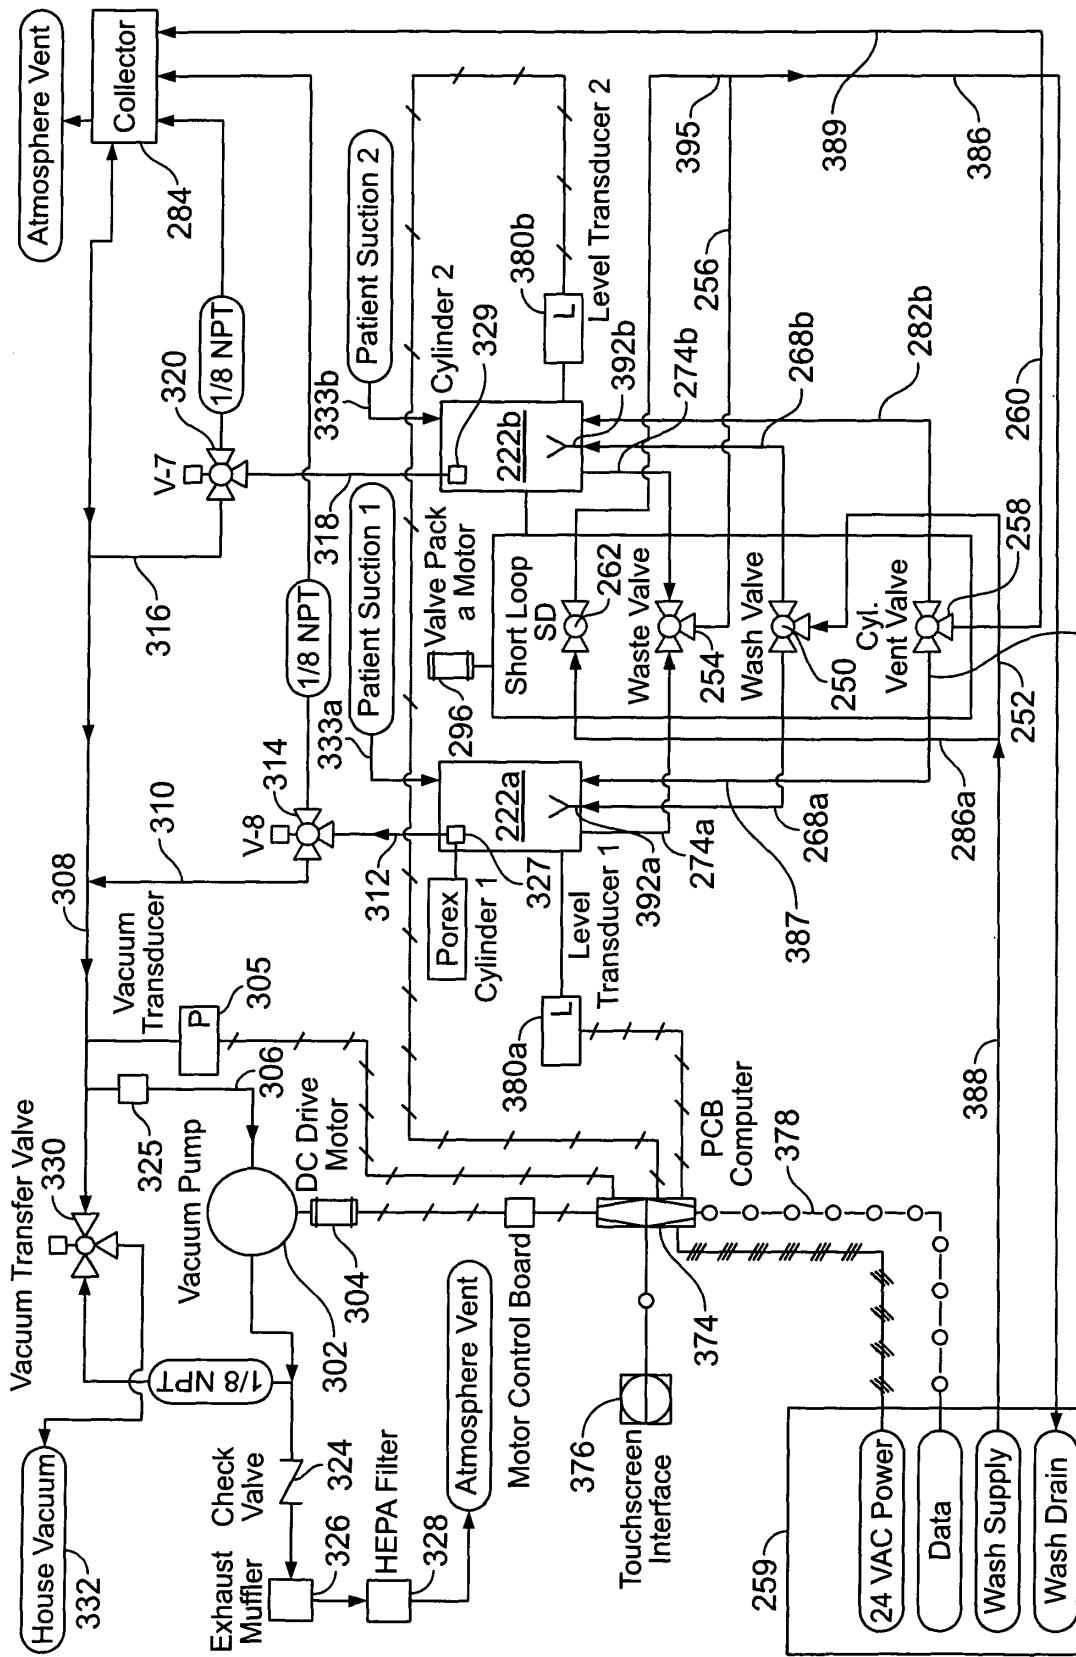 House Vacuum
332
Vacuum Transfer Valve
330
1/8 NPT
325
306
Vacuum
Transducer
P
305
308
310
V-8
314
1/8 NPT
316
V-7
320
1/8 NPT
284
Collector
Atmosphere Vent
Exhaust
Muffler
326
Check
Valve
324
HEPA Filter
328
Atmosphere Vent
Vacuum Pump
302
DC Drive
Motor
304
Motor Control Board
312
Porex
Cylinder 1
327
222a
333a
Patient Suction 1
318
333b
Patient Suction 2
Cylinder 2
329
222b
Valve Pack
a Motor
296
380b
L
Level Transducer 2
392b
274b
268b
282b
256
395
389
386
260
Short Loop
SD
262
Waste Valve
254
Wash Valve
250
Cyl.
Vent Valve
258
252
286a
268a
387
274a
392a
Level
Transducer 1
380a
L
PCB
Computer
378
374
376
Touchscreen
Interface
388
259
24 VAC Power
Data
Wash Supply
Wash Drain